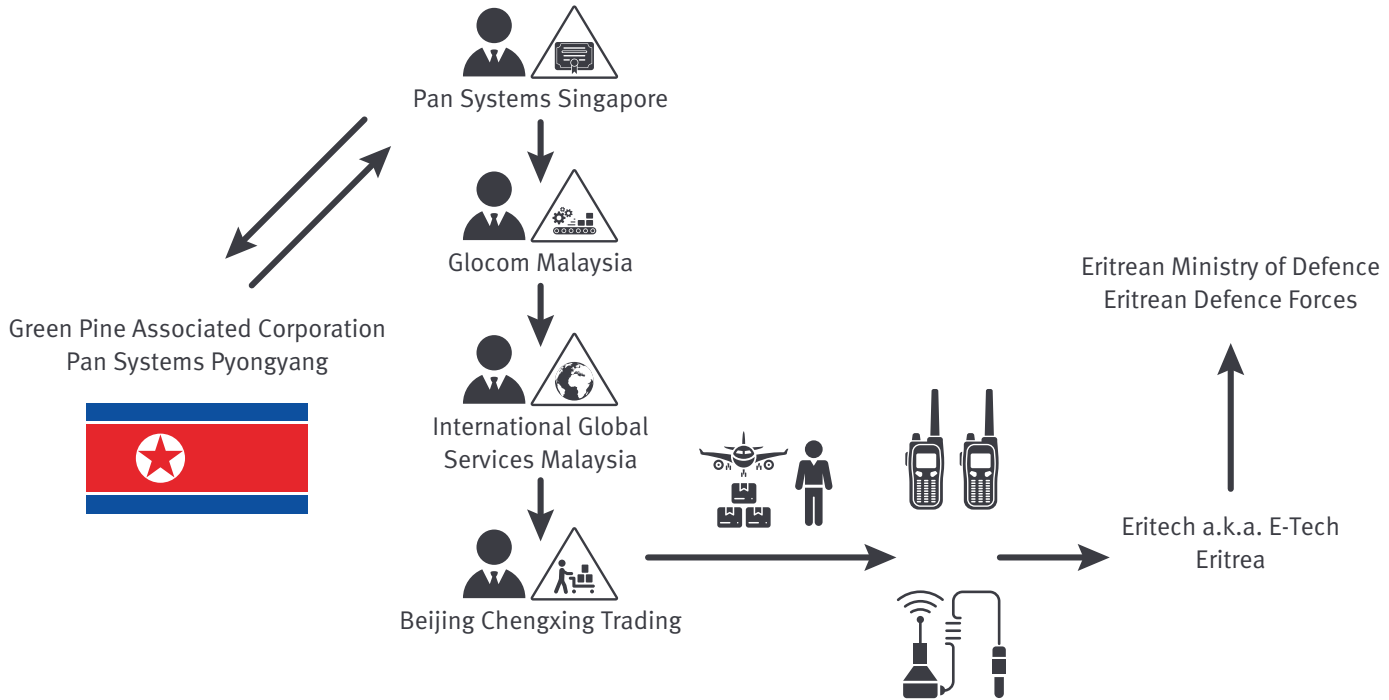 Pan Systems Singapore
Glocom Malaysia
Green Pine Associated Corporation
Pan Systems Pyongyang
International Global
Services Malaysia
Beijing Chengxing Trading
Eritrean Ministry of Defence
Eritrean Defence Forces
Eritech a.k.a. E-Tech
Eritrea